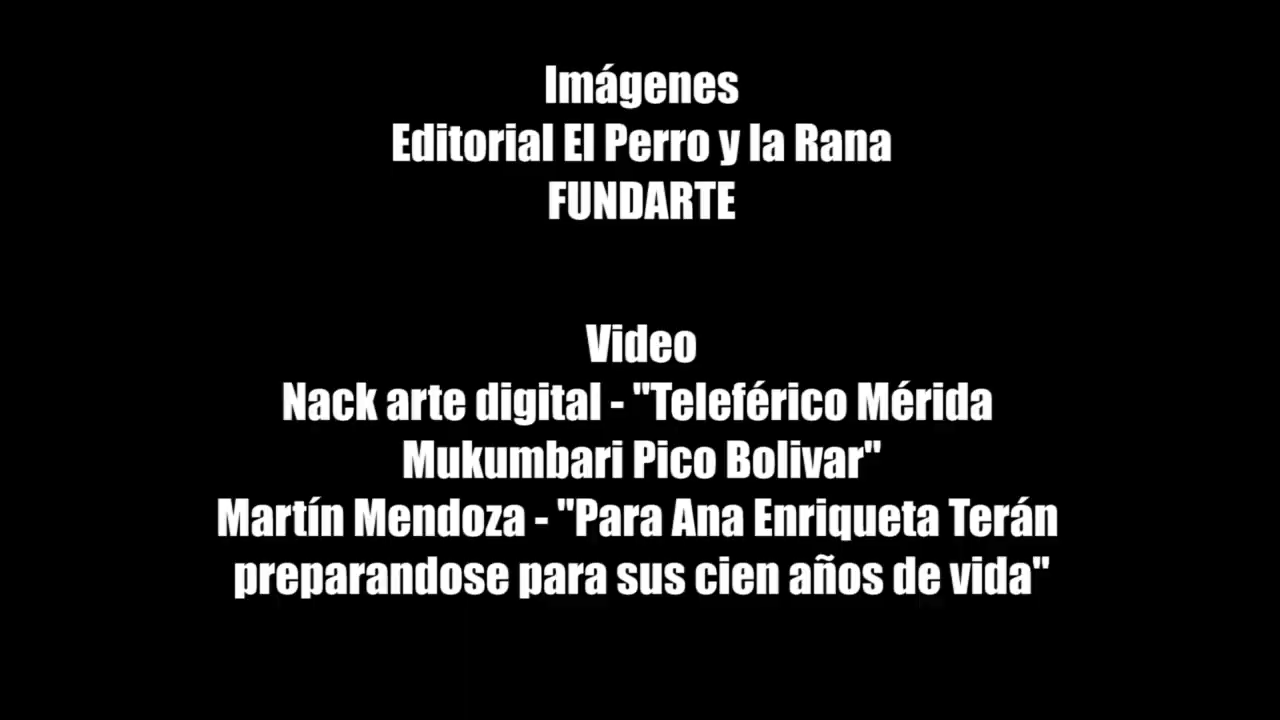 Imágenes
Editorial El Perro y la Rana
FUNDARTE
Video
Nack arte digital - "Teleférico Mérida
Mukumbari Pico Bolivar"
Martín Mendoza - "Para Ana Enriqueta Terán
preparandose para sus cien años de vida"